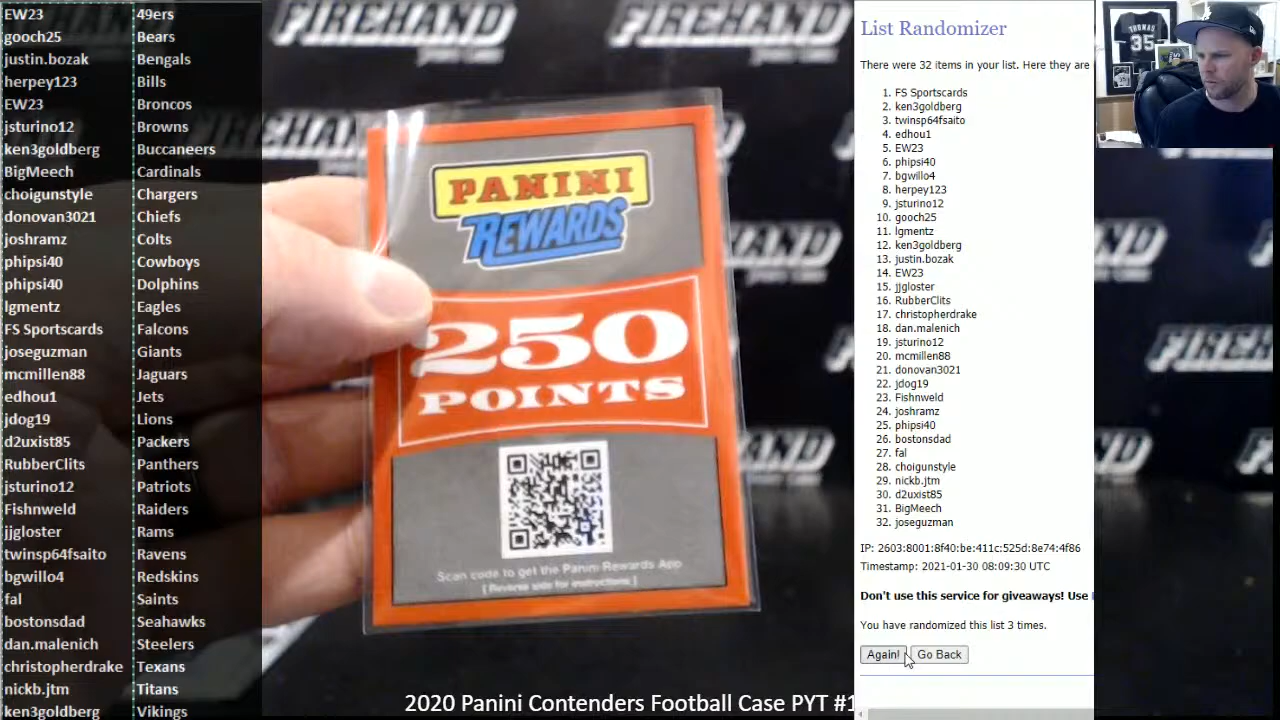 EW23 49ers
gooch25 Bears
justin.bozak Bengals
herpey123 Bills
EW23 Broncos
jsturino12 Browns
ken3goldberg Buccaneers
BigMeech Cardinals
choigunstyle Chargers
donovan3021 Chiefs
joshramz Colts
phipsi40 Cowboys
phipsi40 Dolphins
lgmentz Eagles
FS Sportscards Falcons
joseguzman Giants
mcmillen88 Jaguars
edhou1 Jets
jdog19 Lions
d2uxist85 Packers
RubberClits Panthers
jsturino12 Patriots
Fishnweld Raiders
jjgloster Rams
twinsp64fsaito Ravens
bgwillo4 Redskins
fal Saints
bostonsdad Seahawks
dan.malenich Steelers
christopherdrake Texans
nickb.jtm Titans
ken3goldberg Vikings
FIREHAND
FIREHAND
PANINI
REWARDS
250
POINTS
Scan code to get the Panini Rewards App
[ Reverse side for instructions ]
2020 Panini Contenders Football Case PYT #1
List Randomizer
There were 32 items in your list. Here they are
1. FS Sportscards
2. ken3goldberg
3. twinsp64fsaito
4. edhou1
5. EW23
6. phipsi40
7. bgwillo4
8. herpey123
9. jsturino12
10. gooch25
11. lgmentz
12. ken3goldberg
13. justin.bozak
14. EW23
15. jjgloster
16. RubberClits
17. christopherdrake
18. dan.malenich
19. jsturino12
20. mcmillen88
21. donovan3021
22. jdog19
23. Fishnweld
24. joshramz
25. phipsi40
26. bostonsdad
27. fal
28. choigunstyle
29. nickb.jtm
30. d2uxist85
31. BigMeech
32. joseguzman
IP: 2603:8001:8f40:be:411c:525d:8e74:4f86
Timestamp: 2021-01-30 08:09:30 UTC
Don't use this service for giveaways! Use
You have randomized this list 3 times.
Again! Go Back
THOMAS
35